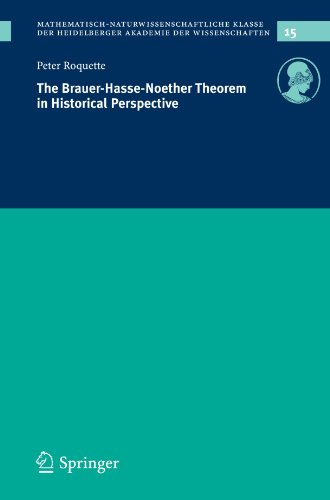 MATHEMATISCH-NATURWISSENSCHAFTLICHE KLASSE
DER HEIDELBERGER AKADEMIE DER WISSENSCHAFTEN
15
Peter Roquette
The Brauer-Hasse-Noether Theorem
in Historical Perspective
Springer